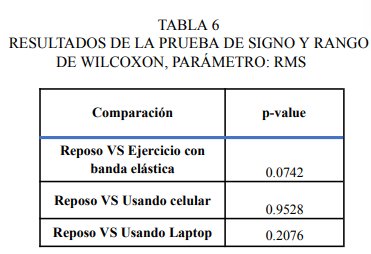 TABLA 6
RESULTADOS DE LA PRUEBA DE SIGNO Y RANGO
DE WILCOXON, PARÁMETRO: RMS
Comparación p-value
Reposo VS Ejercicio con
banda elástica 0.0742
Reposo VS Usando celular 0.9528
Reposo VS Usando Laptop 0.2076